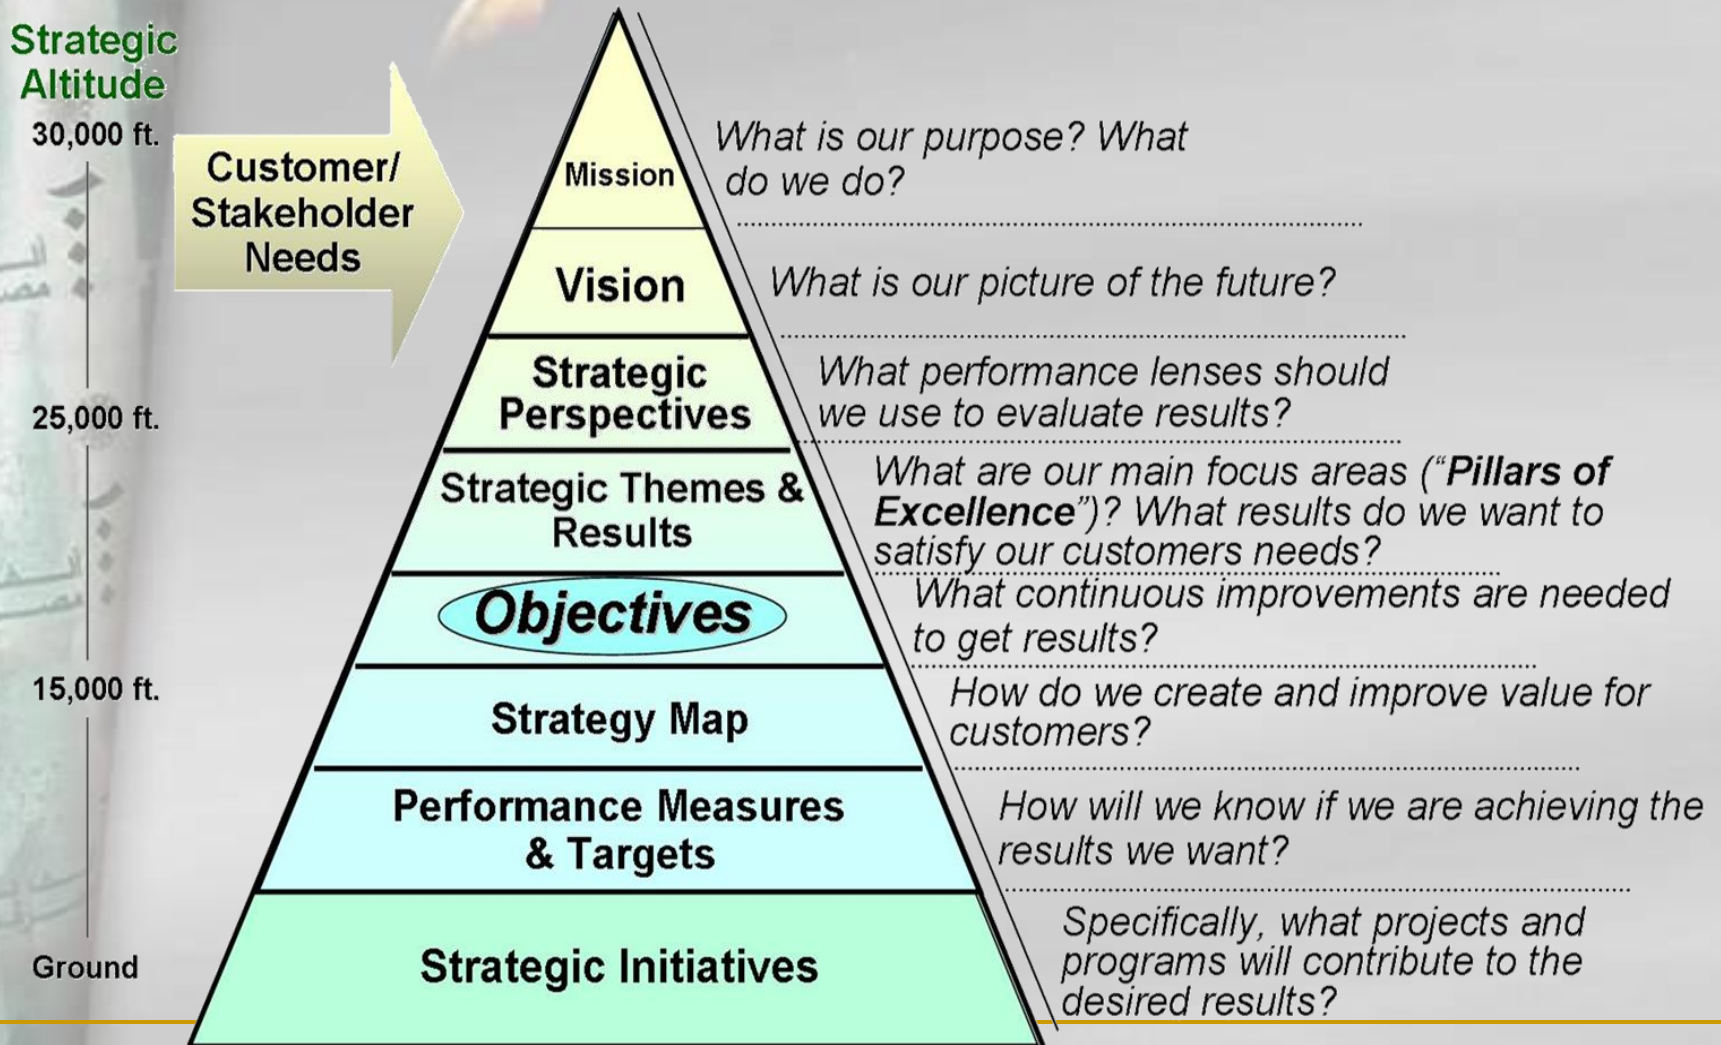 Strategic
Altitude
30,000 ft.
25,000 ft.
15,000 ft.
Ground
Customer/
Stakeholder
Needs
Mission
What is our purpose? What
do we do?
Vision
What is our picture of the future?
Strategic
Perspectives
What performance lenses should
we use to evaluate results?
Strategic Themes &
Results
What are our main focus areas (“Pillars of
Excellence”)? What results do we want to
satisfy our customers needs?
Objectives
What continuous improvements are needed
to get results?
Strategy Map
How do we create and improve value for
customers?
Performance Measures
& Targets
How will we know if we are achieving the
results we want?
Strategic Initiatives
Specifically, what projects and
programs will contribute to the
desired results?